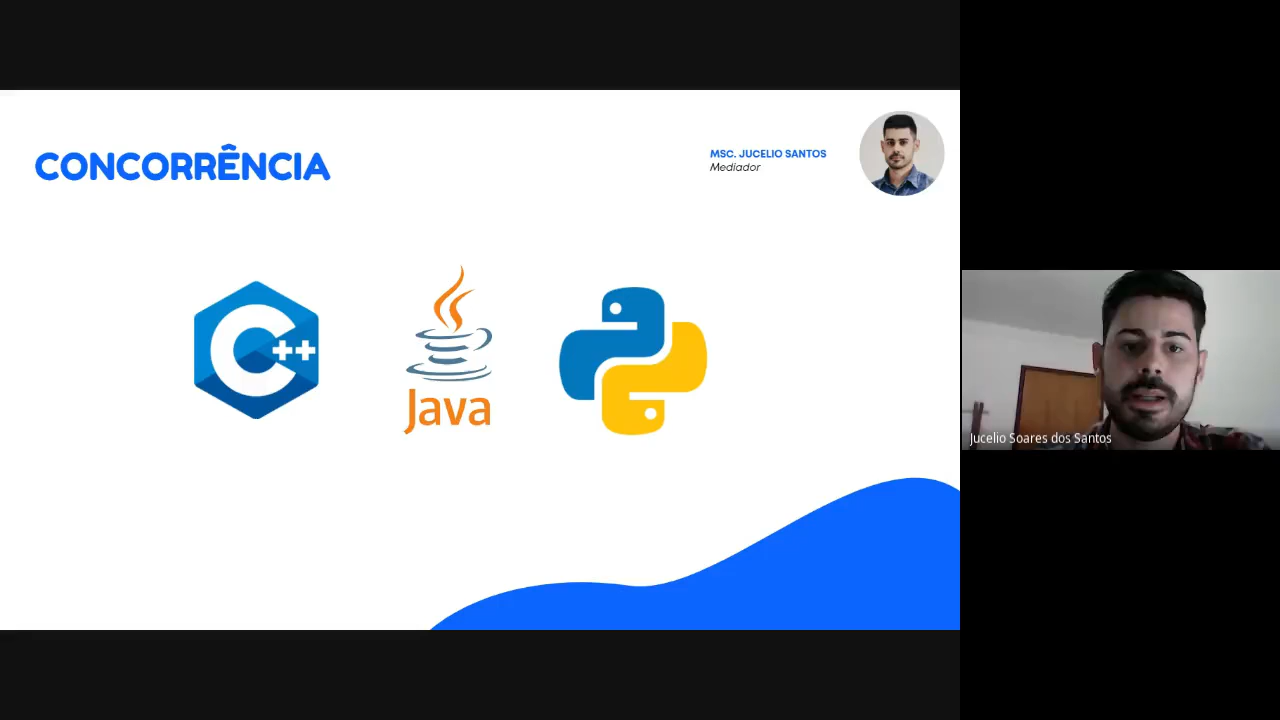 CONCORRÊNCIA
MSC. JUCELIO SANTOS
Mediador
C++
Java
Jucelio Soares dos Santos